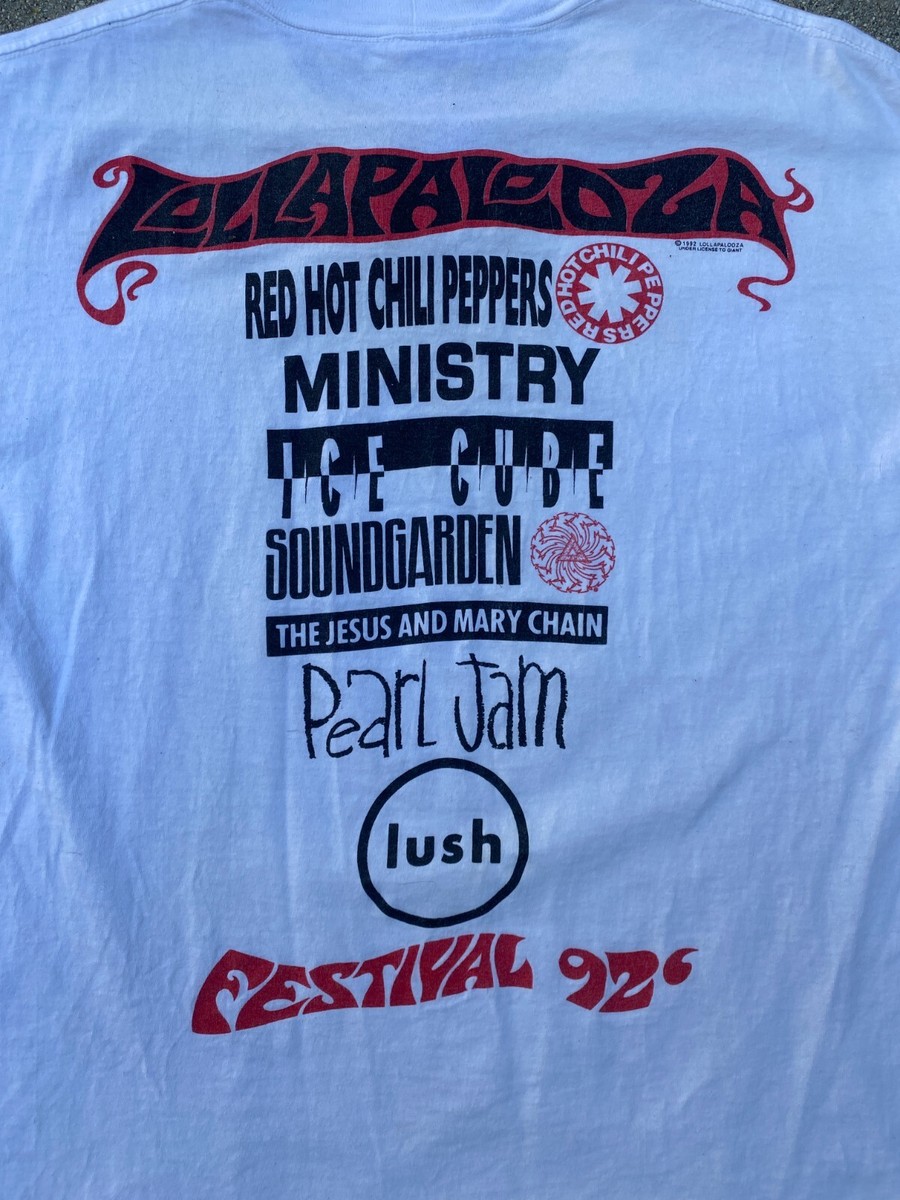 LOLLAPALOOZA
© 1992 LOLLAPALOOZA
UNDER LICENSE TO GIANT
RED HOT CHILI PEPPERS
RED HOT CHILI PEPPERS
MINISTRY
ICE CUBE
SOUNDGARDEN
THE JESUS AND MARY CHAIN
Pearl Jam
lush
FESTIVAL 92‘